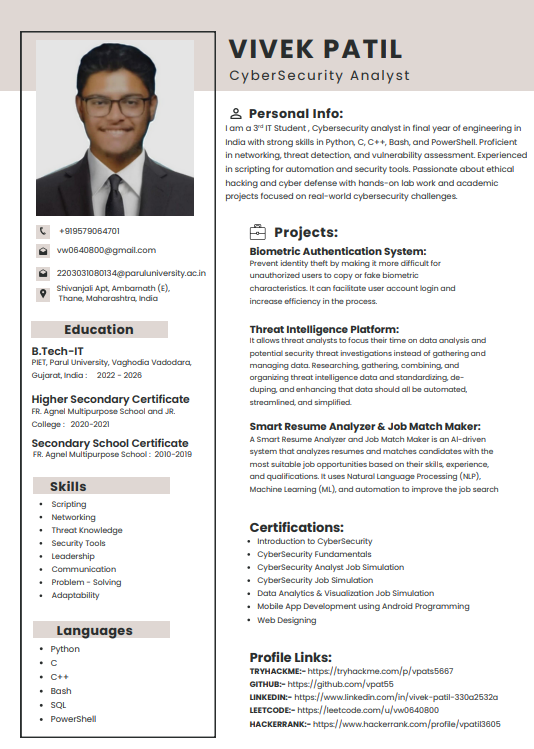 VIVEK PATIL
CyberSecurity Analyst
+919579064701
vw0640800@gmail.com
2203031080134@paruluniversity.ac.in
Shivanjali Apt, Ambarnath (E),
Thane, Maharashtra, India
Education
B.Tech-IT
PIET, Parul University, Vaghodia Vadodara,
Gujarat, India : 2022 - 2026
Higher Secondary Certificate
FR. Agnel Multipurpose School and JR.
College : 2020-2021
Secondary School Certificate
FR. Agnel Multipurpose School : 2010-2019
Skills
• Scripting
• Networking
• Threat Knowledge
• Security Tools
• Leadership
• Communication
• Problem - Solving
• Adaptability
Languages
• Python
• C
• C++
• Bash
• SQL
• PowerShell
Personal Info:
I am a 3rd IT Student , Cybersecurity analyst in final year of engineering in
India with strong skills in Python, C, C++, Bash, and PowerShell. Proficient
in networking, threat detection, and vulnerability assessment. Experienced
in scripting for automation and security tools. Passionate about ethical
hacking and cyber defense with hands-on lab work and academic
projects focused on real-world cybersecurity challenges.
Projects:
Biometric Authentication System:
Prevent identity theft by making it more difficult for
unauthorized users to copy or fake biometric
characteristics. It can facilitate user account login and
increase efficiency in the process.
Threat Intelligence Platform:
It allows threat analysts to focus their time on data analysis and
potential security threat investigations instead of gathering and
managing data. Researching, gathering, combining, and
organizing threat intelligence data and standardizing, de-
duping, and enhancing that data should all be automated,
streamlined, and simplified.
Smart Resume Analyzer & Job Match Maker:
A Smart Resume Analyzer and Job Match Maker is an AI-driven
system that analyzes resumes and matches candidates with the
most suitable job opportunities based on their skills, experience,
and qualifications. It uses Natural Language Processing (NLP),
Machine Learning (ML), and automation to improve the job search
Certifications:
• Introduction to CyberSecurity
• CyberSecurity Fundamentals
• CyberSecurity Analyst Job Simulation
• CyberSecurity Job Simulation
• Data Analytics & Visualization Job Simulation
• Mobile App Development using Android Programming
• Web Designing
Profile Links:
TRYHACKME:- https://tryhackme.com/p/vpats5667
GITHUB:- https://github.com/vpat55
LINKEDIN:- https://www.linkedin.com/in/vivek-patil-330a2532a
LEETCODE:- https://leetcode.com/u/vw0640800
HACKERRANK:- https://www.hackerrank.com/profile/vpatil3605